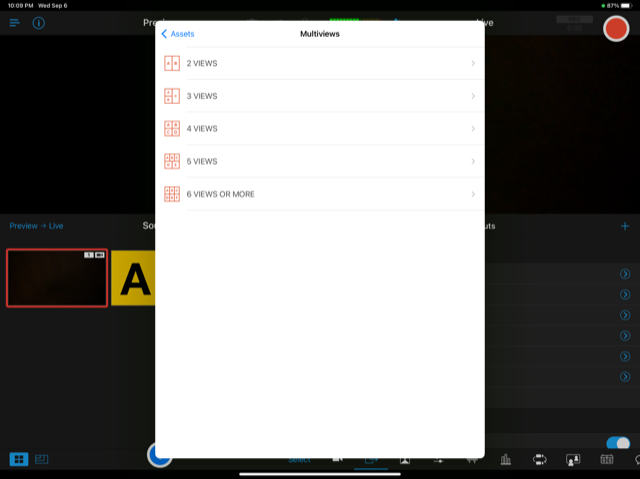 10:09 PM Wed Sep 6
87%
Assets
Multiviews
2 VIEWS
3 VIEWS
4 VIEWS
5 VIEWS
6 VIEWS OR MORE
Preview → Live
A
Select